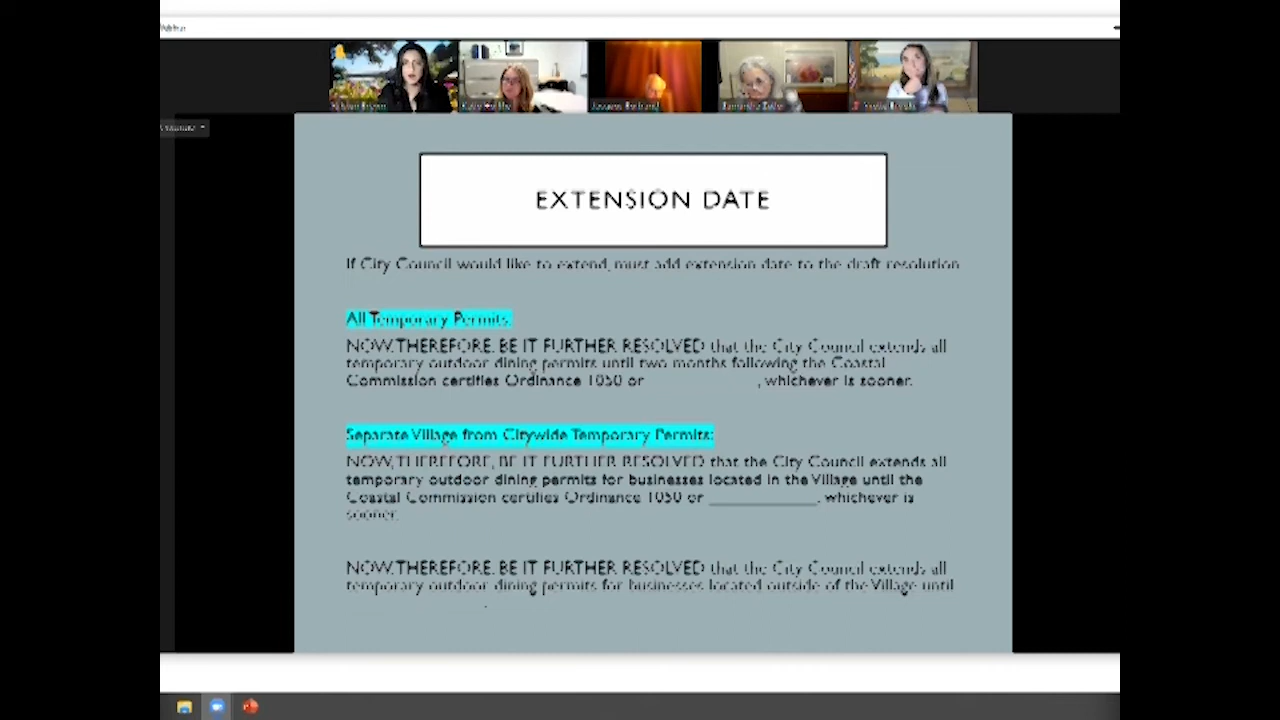 EXTENSION DATE
If City Council would like to extend, must add extension date to the draft resolution
All Temporary Permits:
NOW, THEREFORE, BE IT FURTHER RESOLVED that the City Council extends all
temporary outdoor dining permits until two months following the Coastal
Commission certifies Ordinance 1050 or , whichever is sooner.
Separate Village from Citywide Temporary Permits:
NOW, THEREFORE, BE IT FURTHER RESOLVED that the City Council extends all
temporary outdoor dining permits for businesses located in the Village until the
Coastal Commission certifies Ordinance 1050 or ____________, whichever is
sooner.
NOW, THEREFORE, BE IT FURTHER RESOLVED that the City Council extends all
temporary outdoor dining permits for businesses located outside of the Village until
.